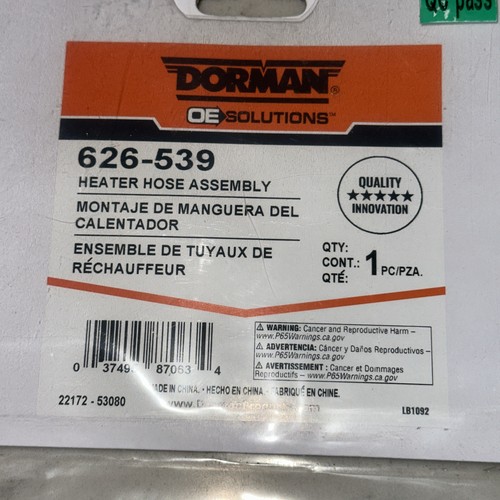 QC pass
DORMAN®
OE SOLUTIONS™
626-539
HEATER HOSE ASSEMBLY
MONTAJE DE MANGUERA DEL
CALENTADOR
ENSEMBLE DE TUYAUX DE
RÉCHAUFFEUR
QUALITY
INNOVATION
QTY:
CONT.: 1 PC/PZA.
QTÉ:
WARNING: Cancer and Reproductive Harm –
www.P65Warnings.ca.gov
ADVERTENCIA: Cáncer y Daños Reproductivos –
www.P65Warnings.ca.gov
AVERTISSEMENT : Cancer et Dommages
Reproductifs – www.P65Warnings.ca.gov
0 3749 87063 4
MADE IN CHINA. • HECHO EN CHINA. • FABRIQUÉ EN CHINE.
22172 - 53080
LB1092